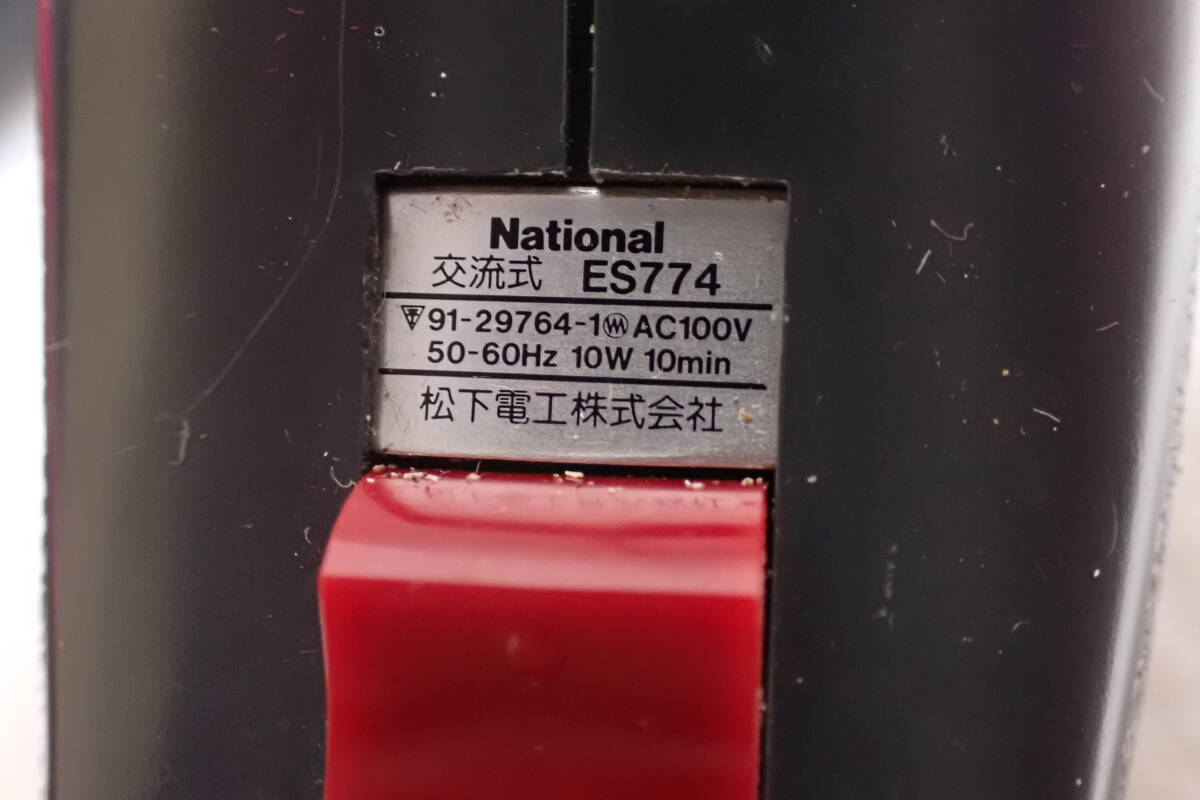 National
交流式 ES774
91-29764-1 AC100V
50-60Hz 10W 10min
松下電工株式会社